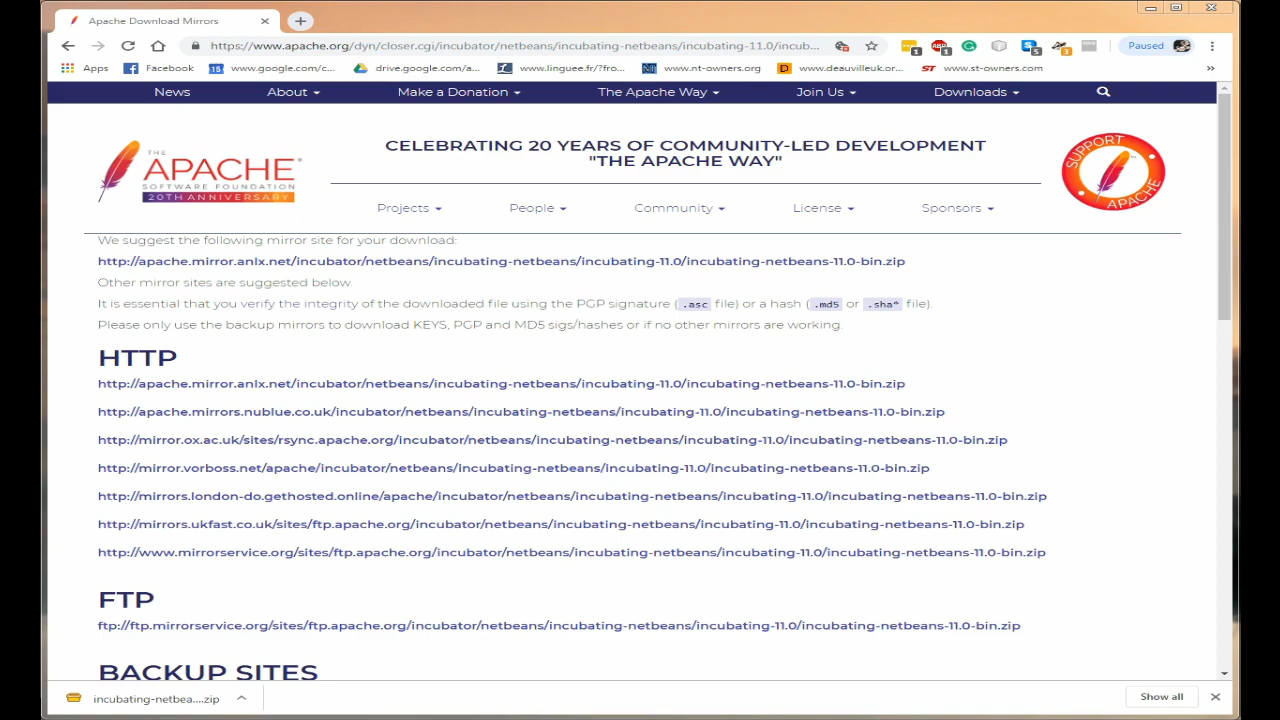 Apache Download Mirrors
https://www.apache.org/dyn/closer.cgi/incubator/netbeans/incubating-netbeans/incubating-11.0/incub...
Paused
Apps
Facebook
www.google.com/c...
drive.google.com/a...
www.linguee.er/?fro...
www.nt-owners.org
www.deauvilleuk.or...
www.st-owners.com
»
News
About
Make a Donation
The Apache Way
Join Us
Downloads
THE
APACHE®
SOFTWARE FOUNDATION
20TH ANNIVERSARY
CELEBRATING 20 YEARS OF COMMUNITY-LED DEVELOPMENT
"THE APACHE WAY"
SUPPORT
APACHE
Projects
People
Community
License
Sponsors
We suggest the following mirror site for your download:
http://apache.mirror.anlx.net/incubator/netbeans/incubating-netbeans/incubating-11.0/incubating-netbeans-11.0-bin.zip
Other mirror sites are suggested below.
It is essential that you verify the integrity of the downloaded file using the PGP signature ( .asc file) or a hash ( .md5 or .sha* file).
Please only use the backup mirrors to download KEYS, PGP and MD5 sigs/hashes or if no other mirrors are working.
HTTP
http://apache.mirror.anlx.net/incubator/netbeans/incubating-netbeans/incubating-11.0/incubating-netbeans-11.0-bin.zip
http://apache.mirrors.nublue.co.uk/incubator/netbeans/incubating-netbeans/incubating-11.0/incubating-netbeans-11.0-bin.zip
http://mirror.ox.ac.uk/sites/rsync.apache.org/incubator/netbeans/incubating-netbeans/incubating-11.0/incubating-netbeans-11.0-bin.zip
http://mirror.vorboss.net/apache/incubator/netbeans/incubating-netbeans/incubating-11.0/incubating-netbeans-11.0-bin.zip
http://mirrors.london-do.gethosted.online/apache/incubator/netbeans/incubating-netbeans/incubating-11.0/incubating-netbeans-11.0-bin.zip
http://mirrors.ukfast.co.uk/sites/ftp.apache.org/incubator/netbeans/incubating-netbeans/incubating-11.0/incubating-netbeans-11.0-bin.zip
http://www.mirrorservice.org/sites/ftp.apache.org/incubator/netbeans/incubating-netbeans/incubating-11.0/incubating-netbeans-11.0-bin.zip
FTP
ftp://ftp.mirrorservice.org/sites/ftp.apache.org/incubator/netbeans/incubating-netbeans/incubating-11.0/incubating-netbeans-11.0-bin.zip
BACKUP SITES
incubating-netbea....zip
Show all